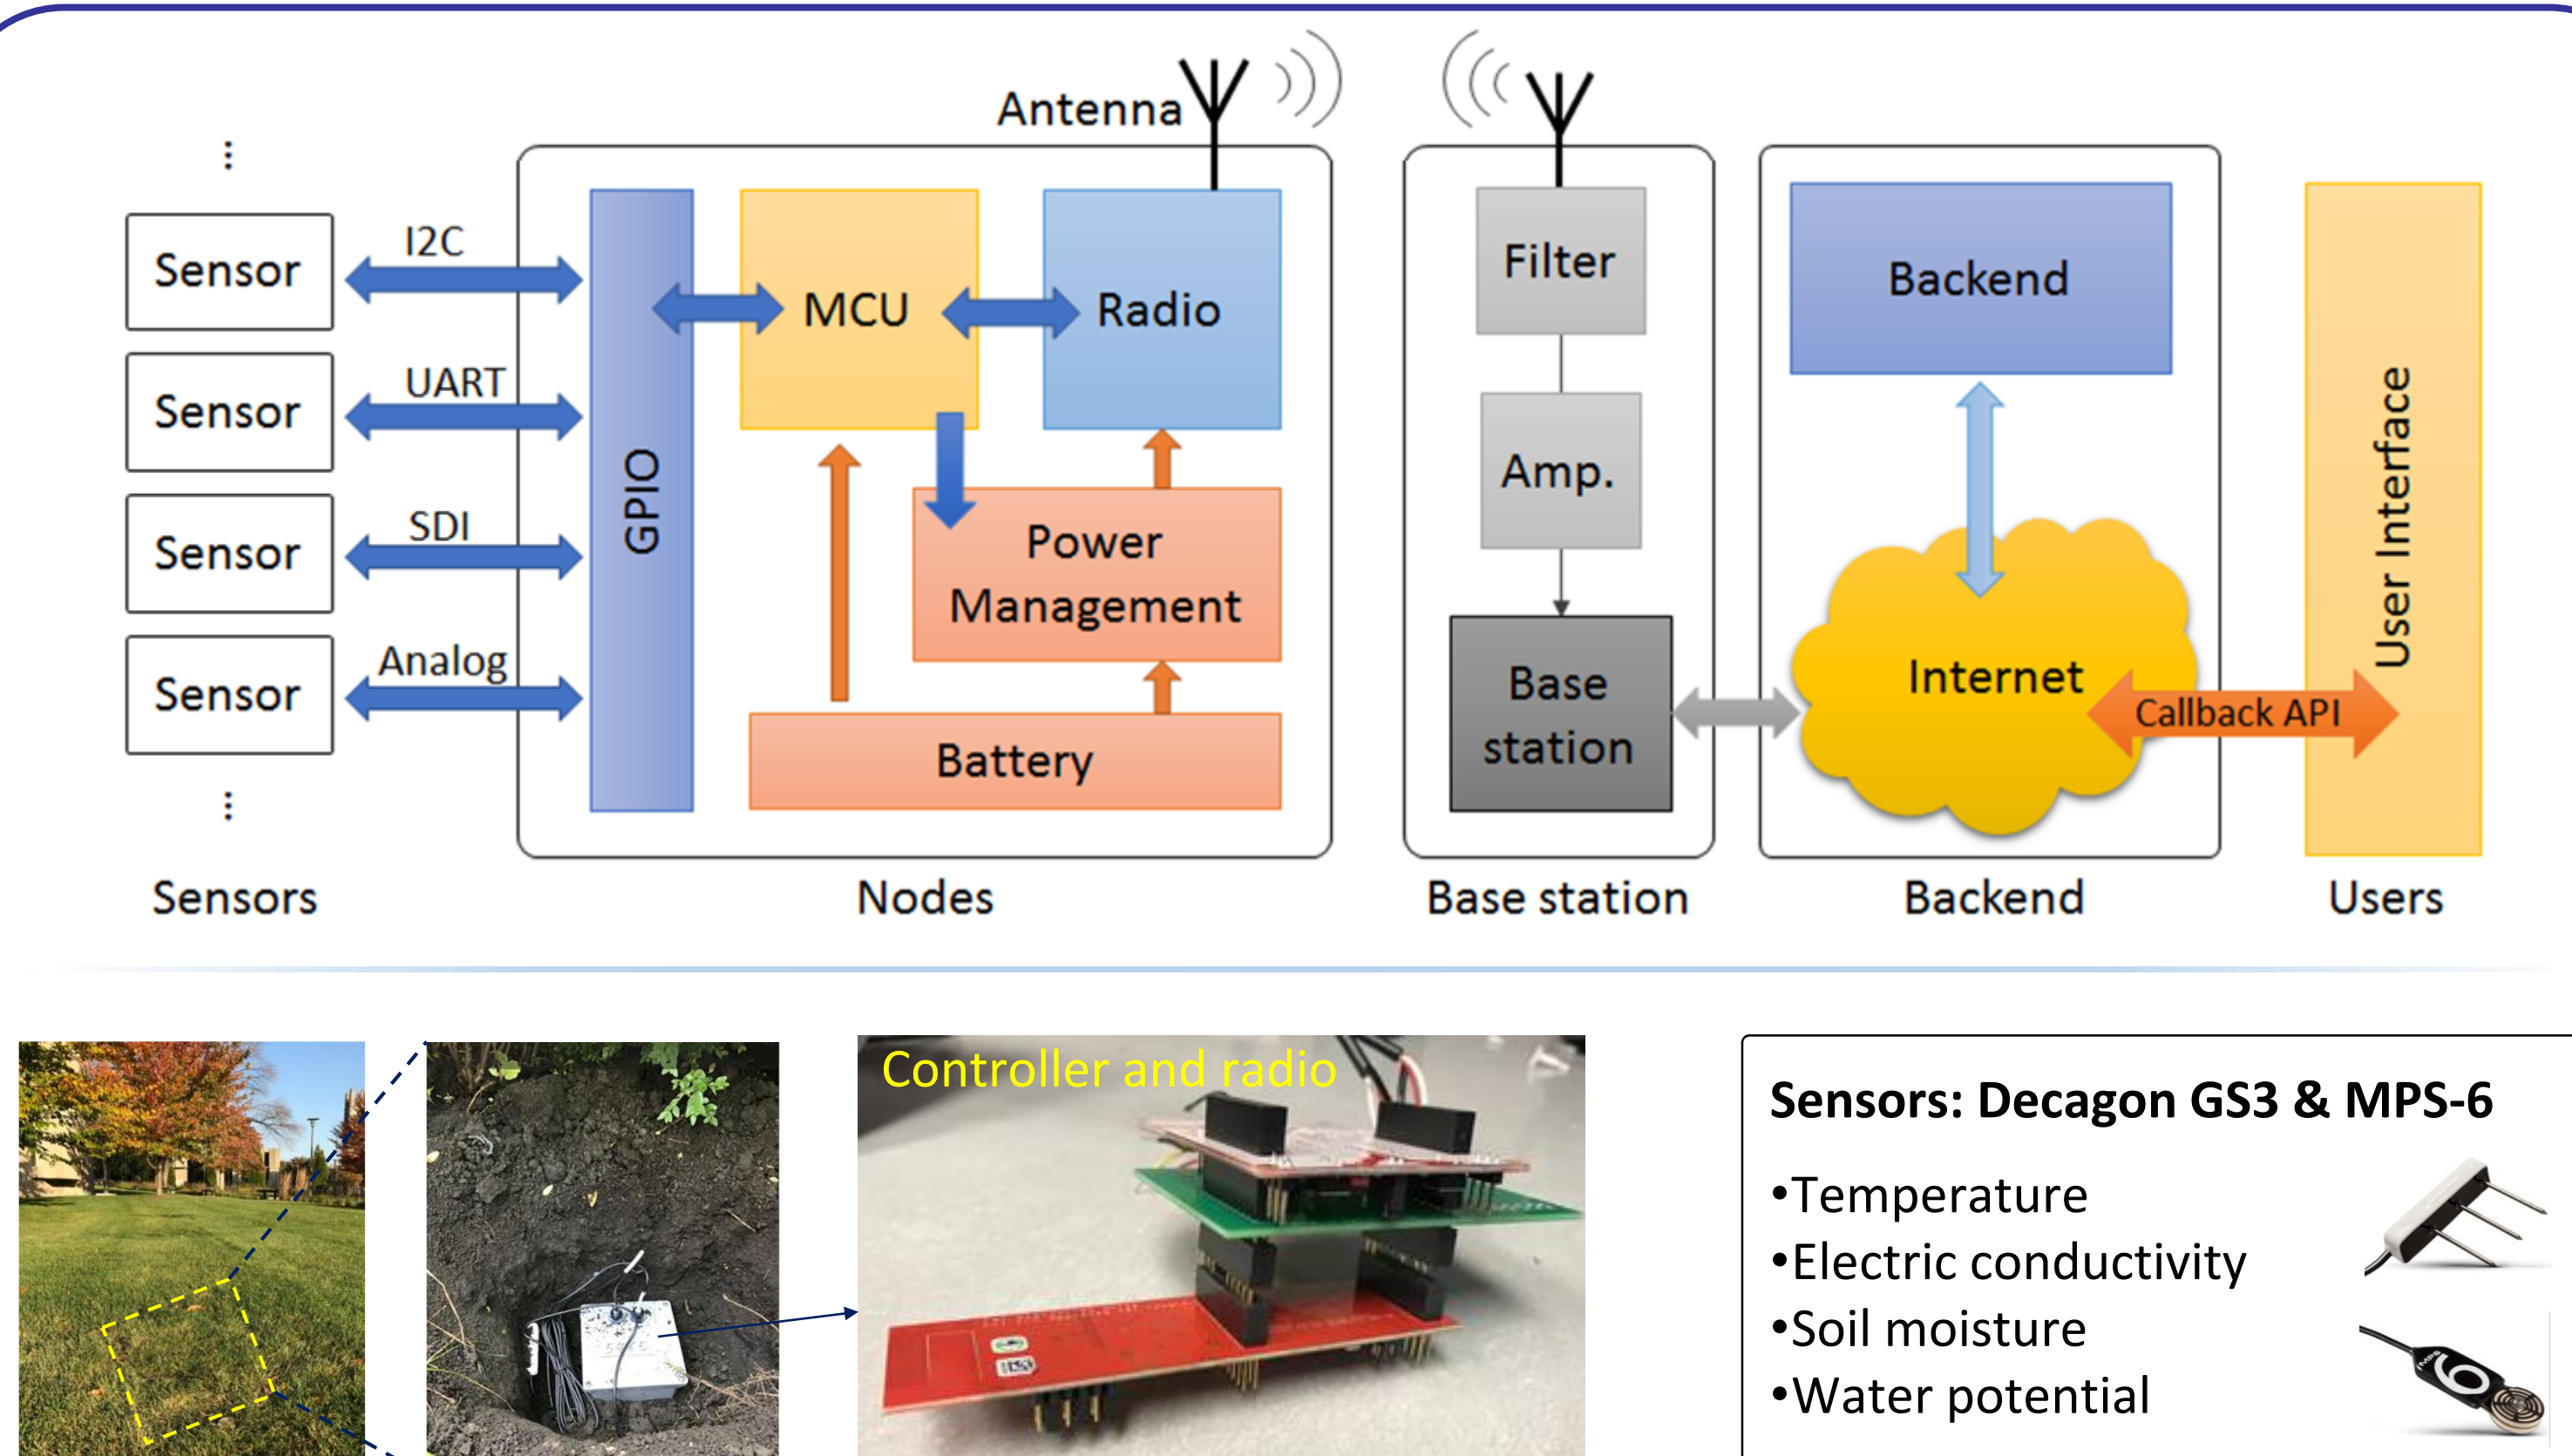 Antenna
⋮
Sensor
Sensor
Sensor
Sensor
⋮
I2C
UART
SDI
Analog
GPIO
MCU
Radio
Power
Management
Battery
Filter
Amp.
Base
station
Backend
Internet
Callback API
User Interface
Sensors
Nodes
Base station
Backend
Users
Controller and radio
Sensors: Decagon GS3 & MPS-6
•Temperature
•Electric conductivity
•Soil moisture
•Water potential
MPS
6